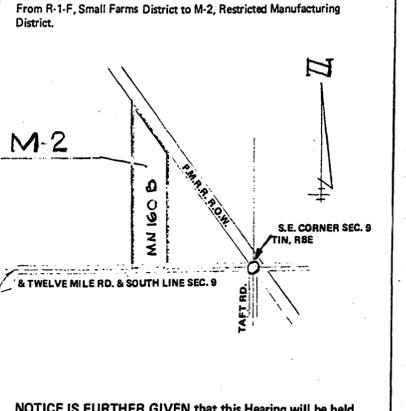 From R-1-F, Small Farms District to M-2, Restricted Manufacturing
District.
N
M-2
P.M.R.R. R.O.W.
MN 160 B
S.E. CORNER SEC. 9
T1N, R8E
& TWELVE MILE RD. & SOUTH LINE SEC. 9
TAFT RD.
NOTICE IS FURTHER GIVEN that this Hearing will be held